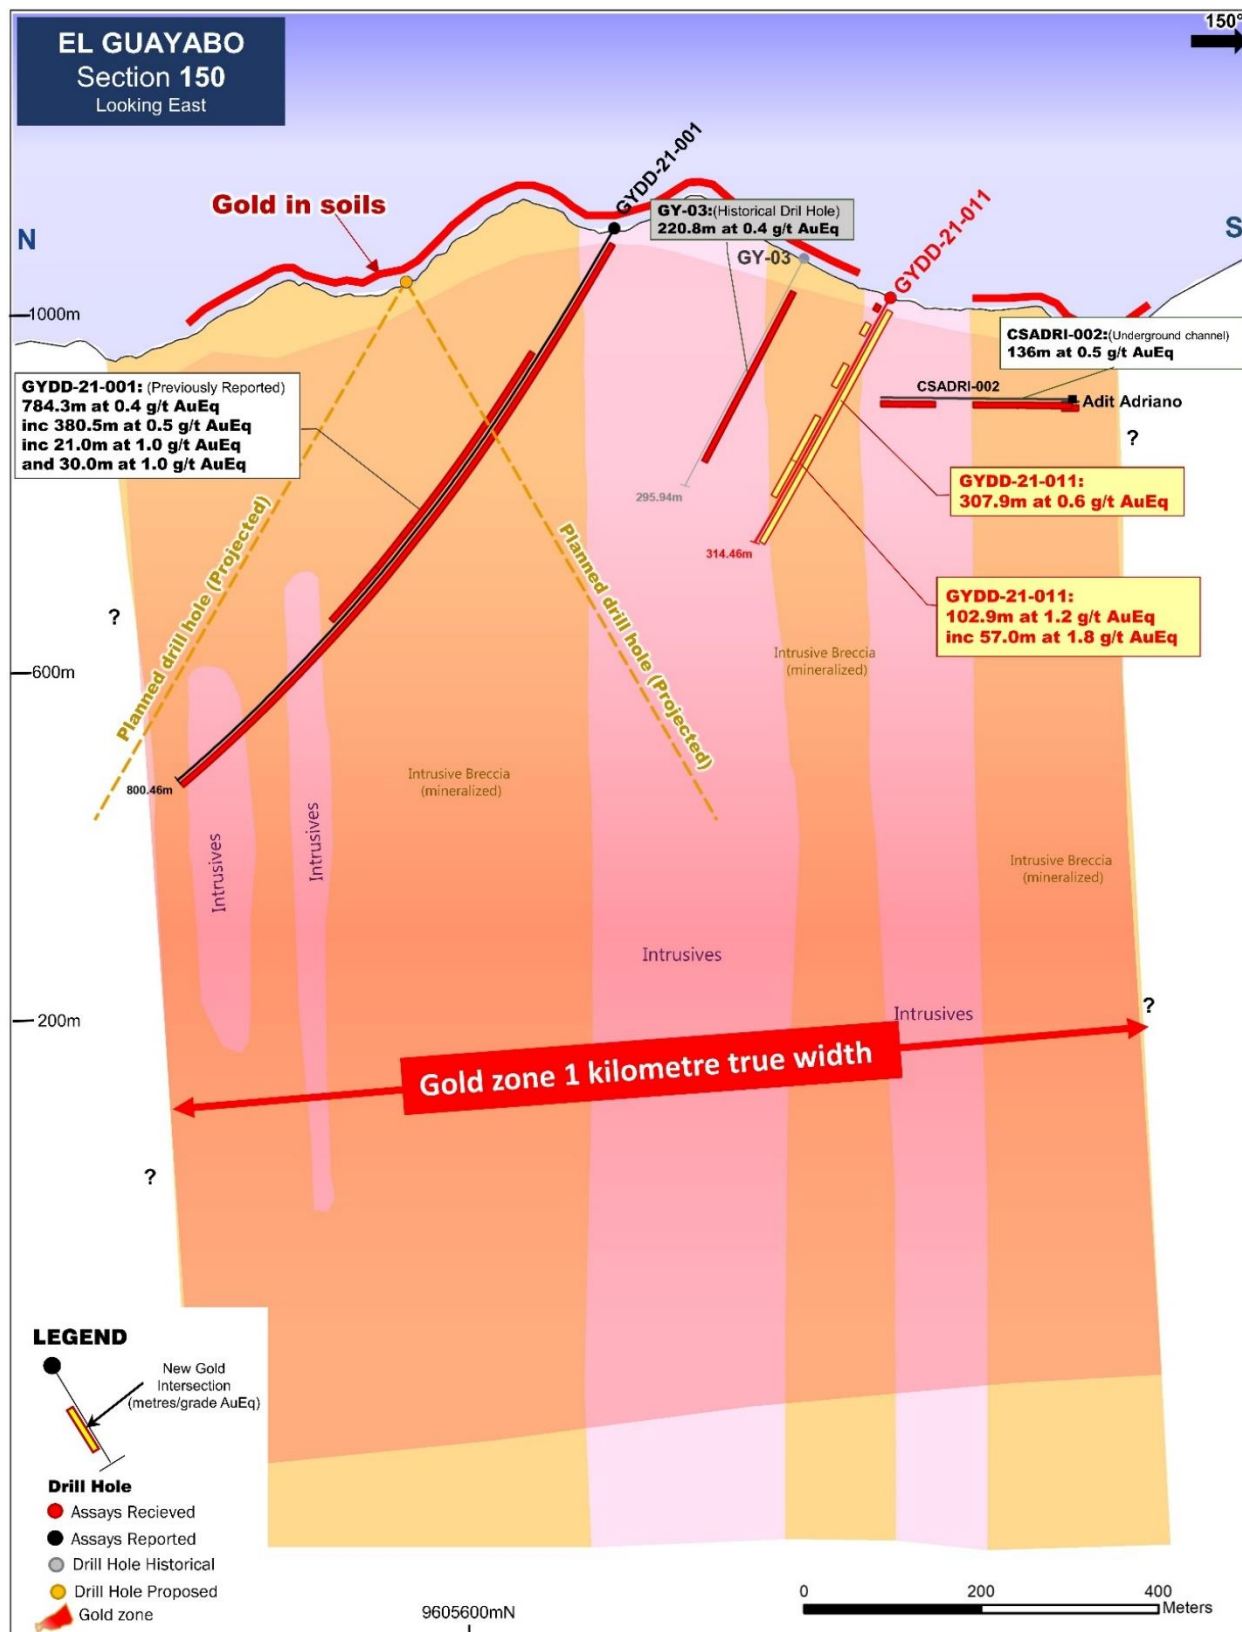 EL GUAYABO
Section 150
Looking East
150°
GYDD-21-001
Gold in soils
GY-03:(Historical Dril Hole)
220.8m at 0.4 g/t AuEq
GYDD-21-011
N
S
GY-03
1000m
CSADRI-002:(Underground channel)
136m at 0.5 g/t AuEq
GYDD-21-001: (Previously Reported)
784.3m at 0.4 g/t AuEq
inc 380.5m at 0.5 g/t AuEq
inc 21.0m at 1.0 g/t AuEq
and 30.0m at 1.0 g/t AuEq
CSADRI-002
Adit Adriano
?
295.94m
GYDD-21-011:
307.9m at 0.6 g/t AuEq
314.46m
Planned drill hole (Projected)
Planned drill hole (Projected)
GYDD-21-011:
102.9m at 1.2 g/t AuEq
inc 57.0m at 1.8 g/t AuEq
?
600m
Intrusive Breccia
(mineralized)
800.46m
Intrusive Breccia
(mineralized)
Intrusives
Intrusives
Intrusive Breccia
(mineralized)
Intrusives
Intrusives
?
200m
Gold zone 1 kilometre true width
?
LEGEND
New Gold
Intersection
(metres/grade AuEq)
Drill Hole
Assays Recieved
Assays Reported
Drill Hole Historical
Drill Hole Proposed
Gold zone
9605600mN
0 200 400
Meters